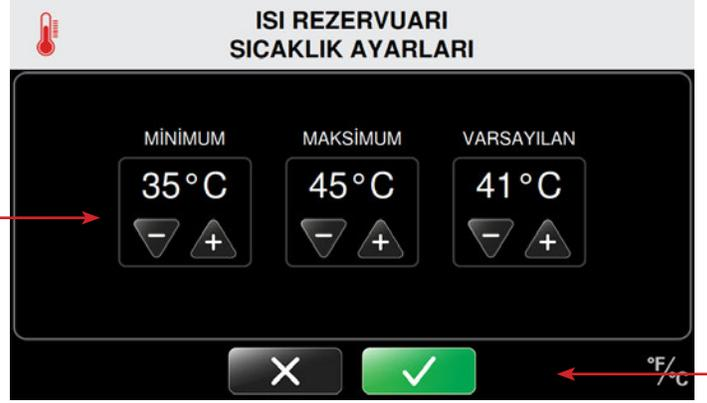 ISI REZERVUARI
SICAKLIK AYARLARI
MİNİMUM MAKSİMUM VARSAYILAN
35°C 45°C 41°C
- + - + - +
°F/°C